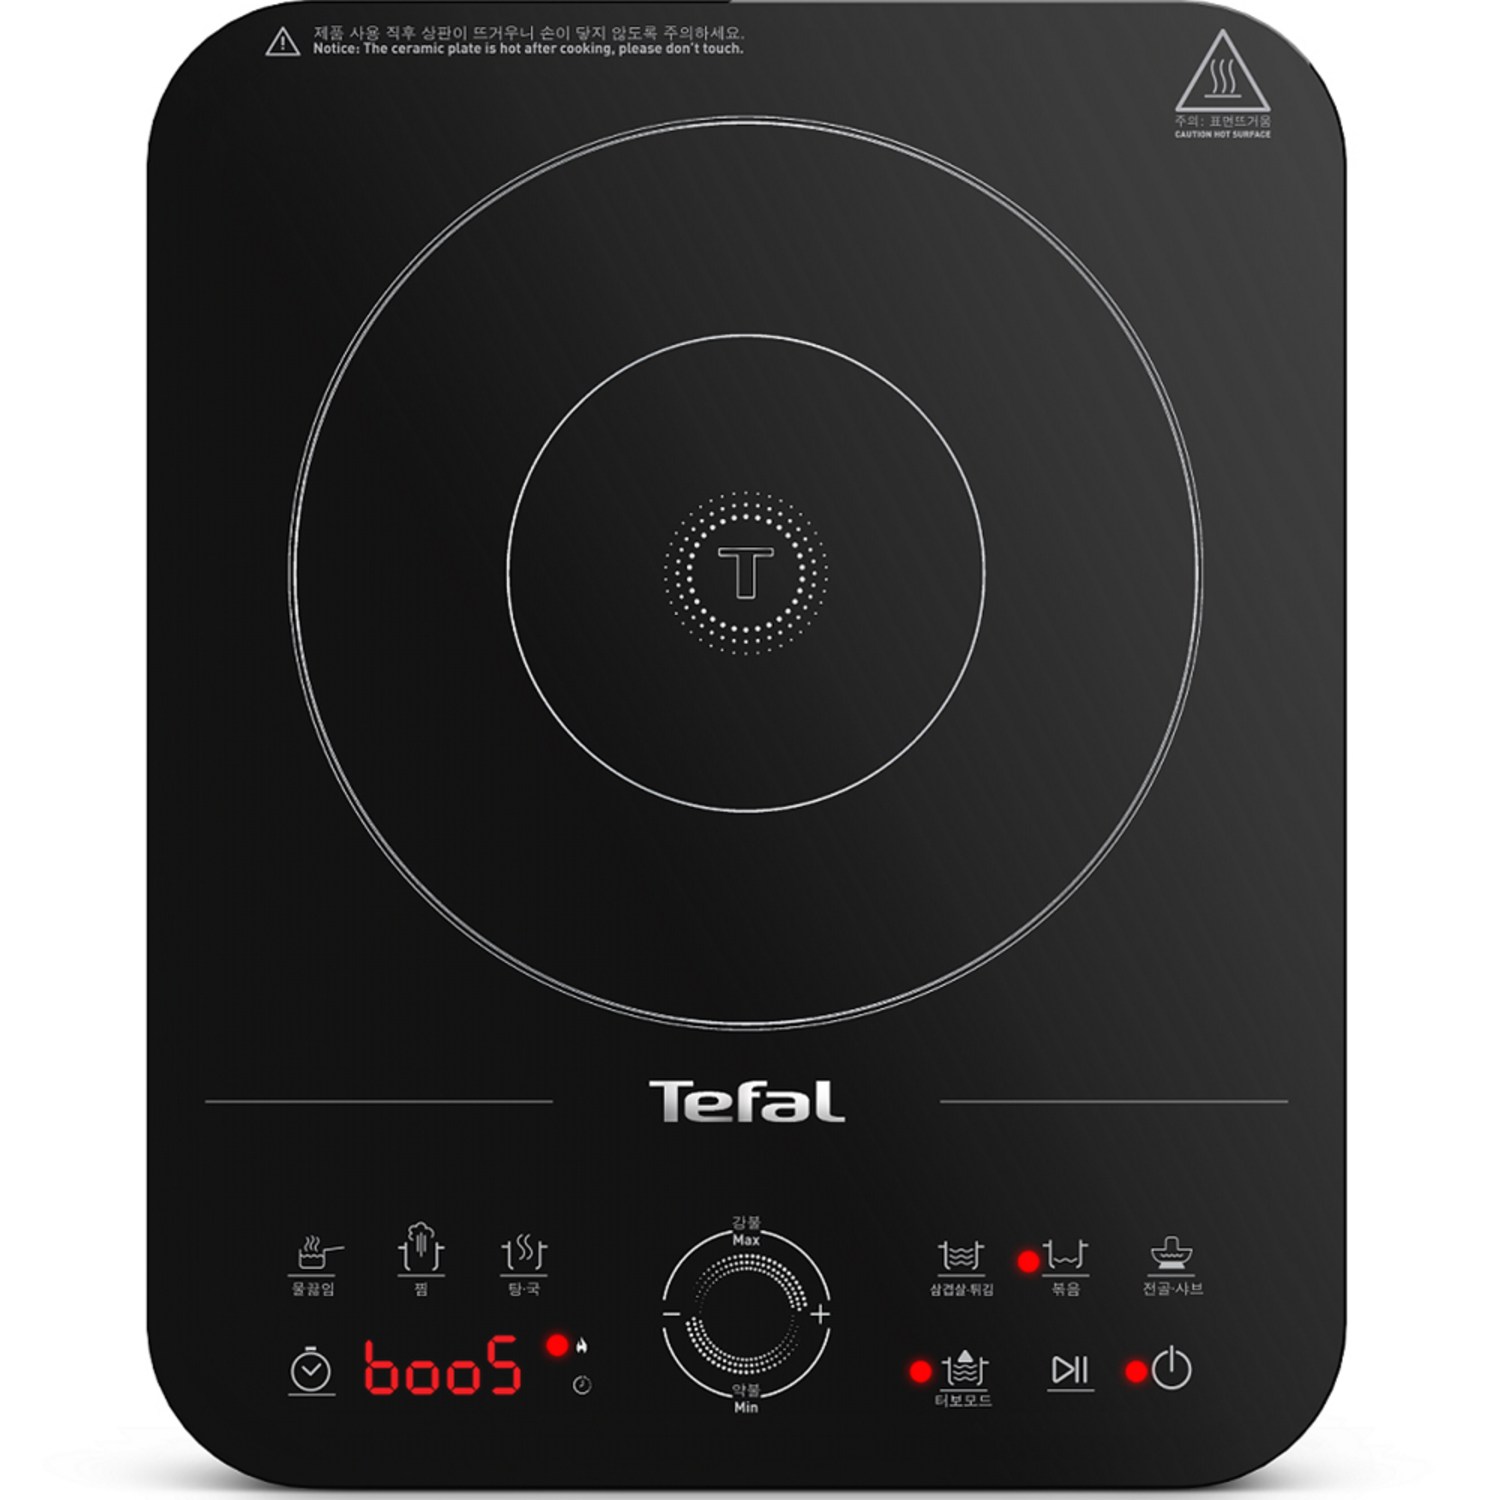 제품 사용 직후 상판이 뜨거우니 손이 닿지 않도록 주의하세요.
Notice: The ceramic plate is hot after cooking, please don't touch.
주의: 표면뜨거움
CAUTION HOT SURFACE
T
Tefal
물끓임
찜
탕·국
강불
Max
삼겹살·튀김
볶음
전골·샤브
booS
약불
Min
터보모드